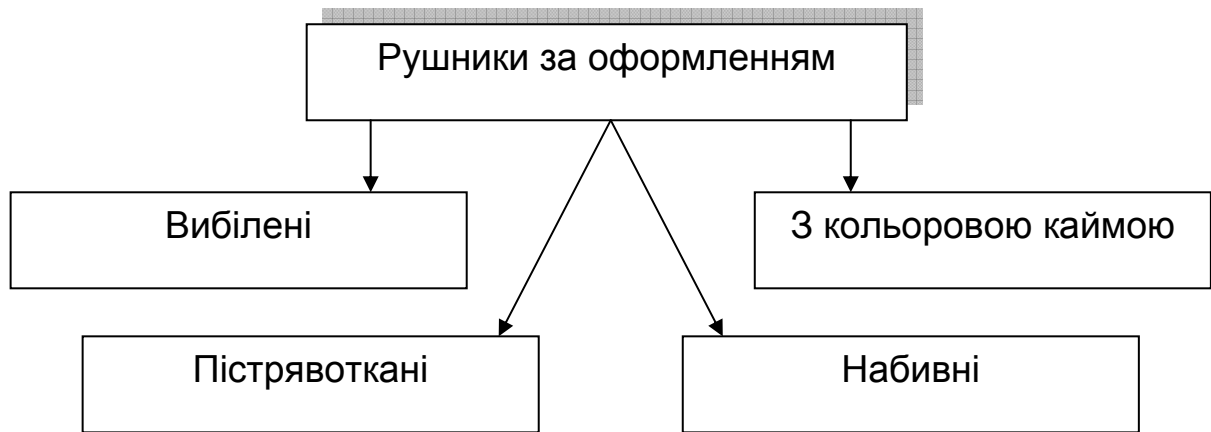 Рушники за оформленням
Вибілені
З кольоровою каймою
Пістрявоткані
Набивні